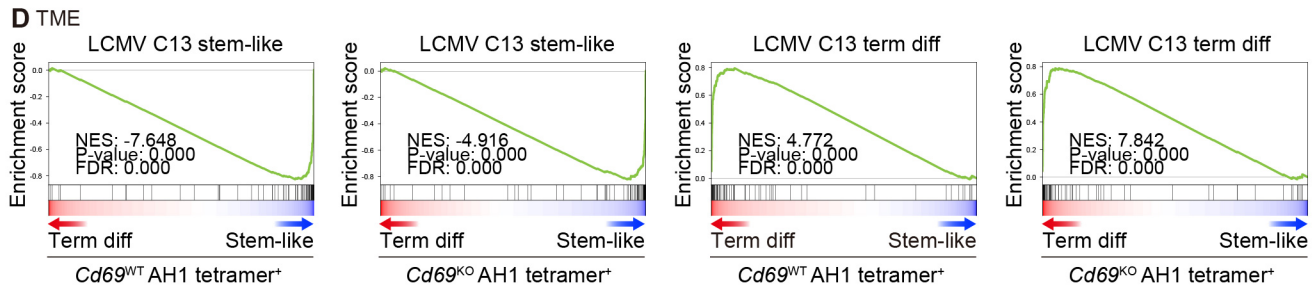 D TME
LCMV C13 stem-like
Enrichment score
0.0
-0.2
-0.4
-0.6
-0.8
NES: -7.648
P-value: 0.000
FDR: 0.000
Term diff
Stem-like
Cd69WT AH1 tetramer+
LCMV C13 stem-like
Enrichment score
0.0
-0.2
-0.4
-0.6
-0.8
NES: -4.916
P-value: 0.000
FDR: 0.000
Term diff
Stem-like
Cd69KO AH1 tetramer+
LCMV C13 term diff
Enrichment score
0.8
0.6
0.4
0.2
0.0
NES: 4.772
P-value: 0.000
FDR: 0.000
Term diff
Stem-like
Cd69WT AH1 tetramer+
LCMV C13 term diff
Enrichment score
0.8
0.6
0.4
0.2
0.0
NES: 7.842
P-value: 0.000
FDR: 0.000
Term diff
Stem-like
Cd69KO AH1 tetramer+